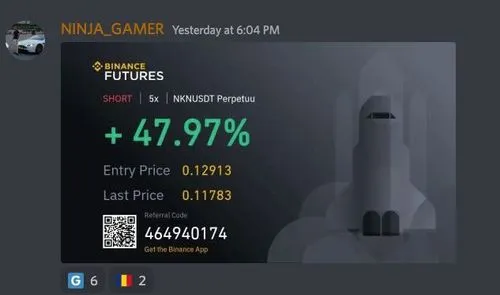 NINJA_GAMER Yesterday at 6:04 PM
BINANCE
FUTURES
SHORT | 5x | NKNUSDT Perpetuu
+ 47.97%
Entry Price 0.12913
Last Price 0.11783
Referral Code
464940174
Get the Binance App
G 6 2